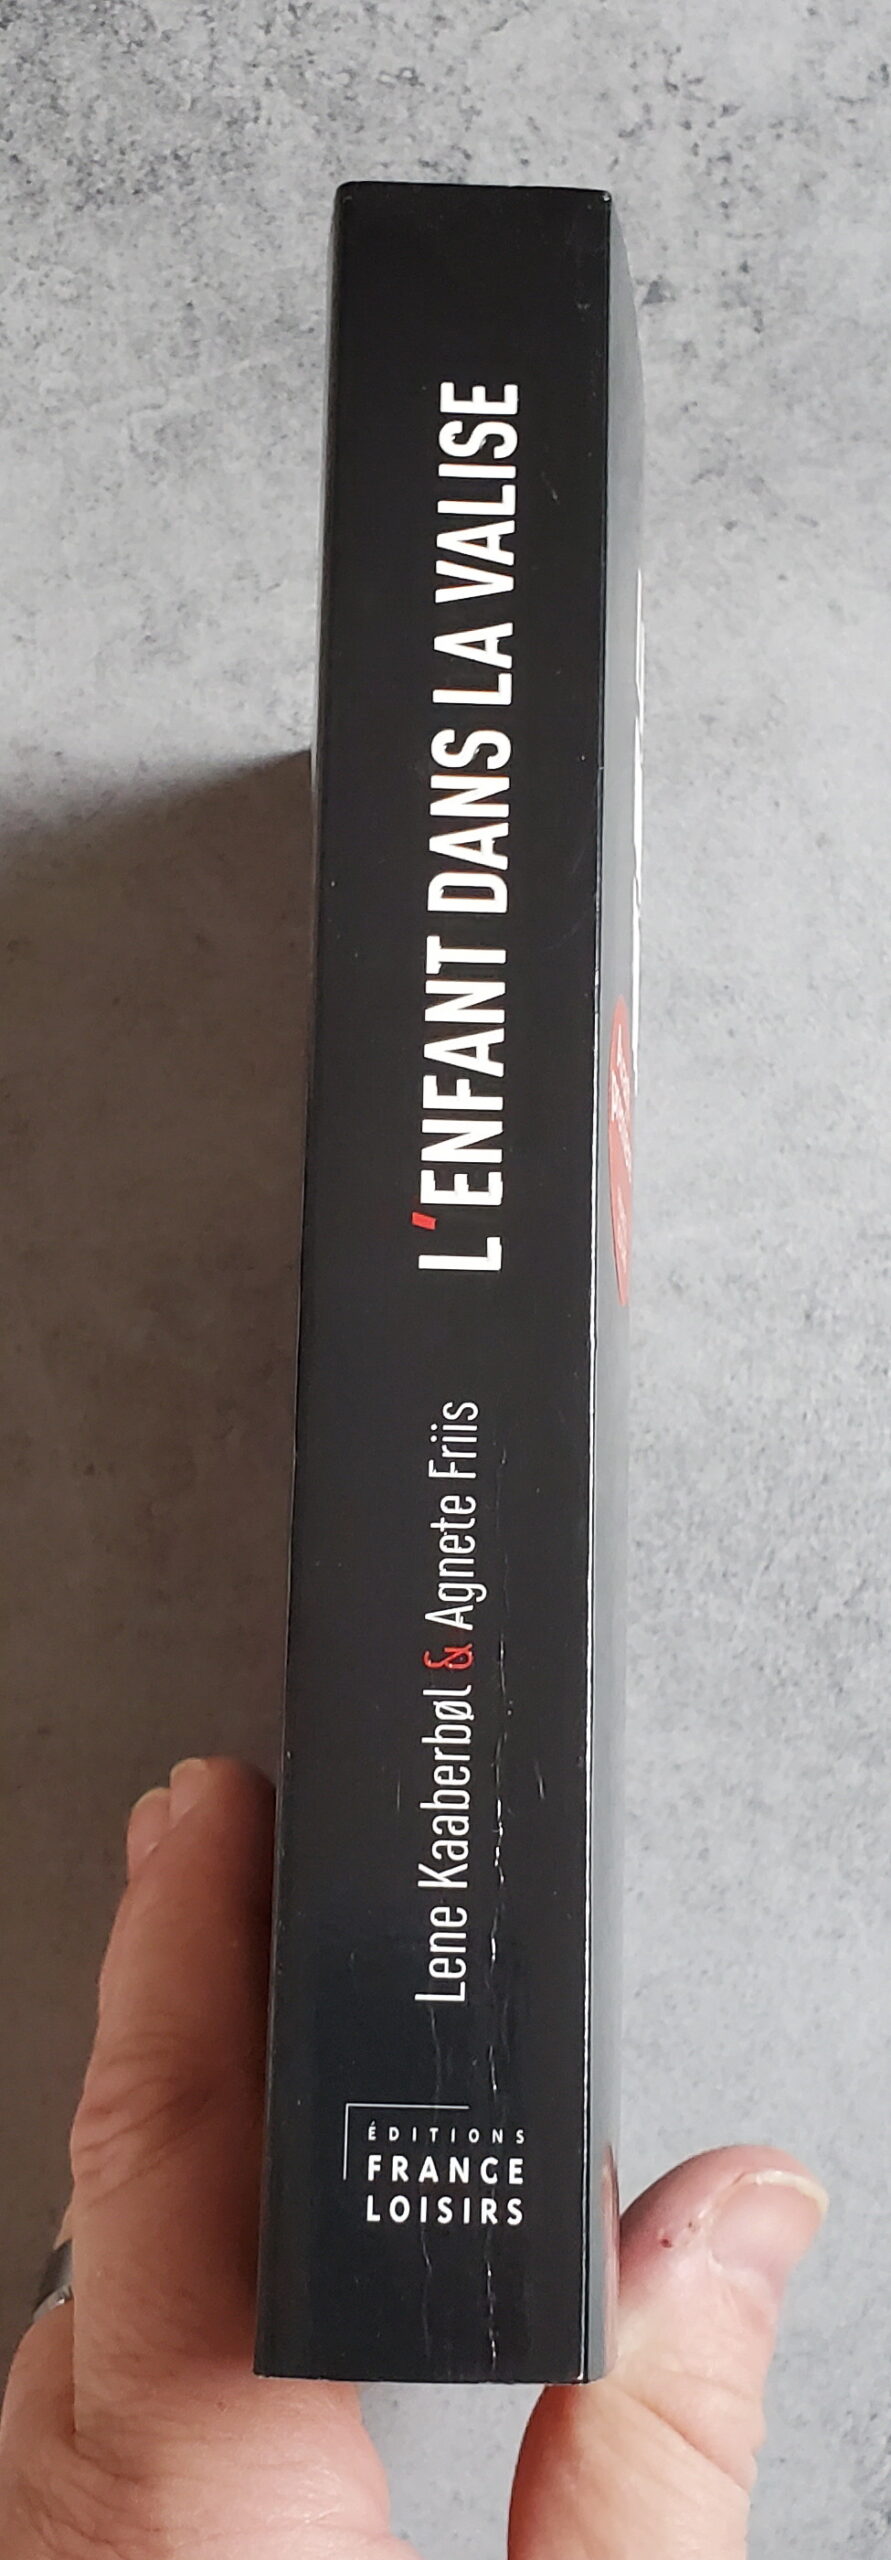 L'ENFANT DANS LA VALISE
Lene Kaaberbøl & Agnete Friis
ÉDITIONS
FRANCE
LOISIRS